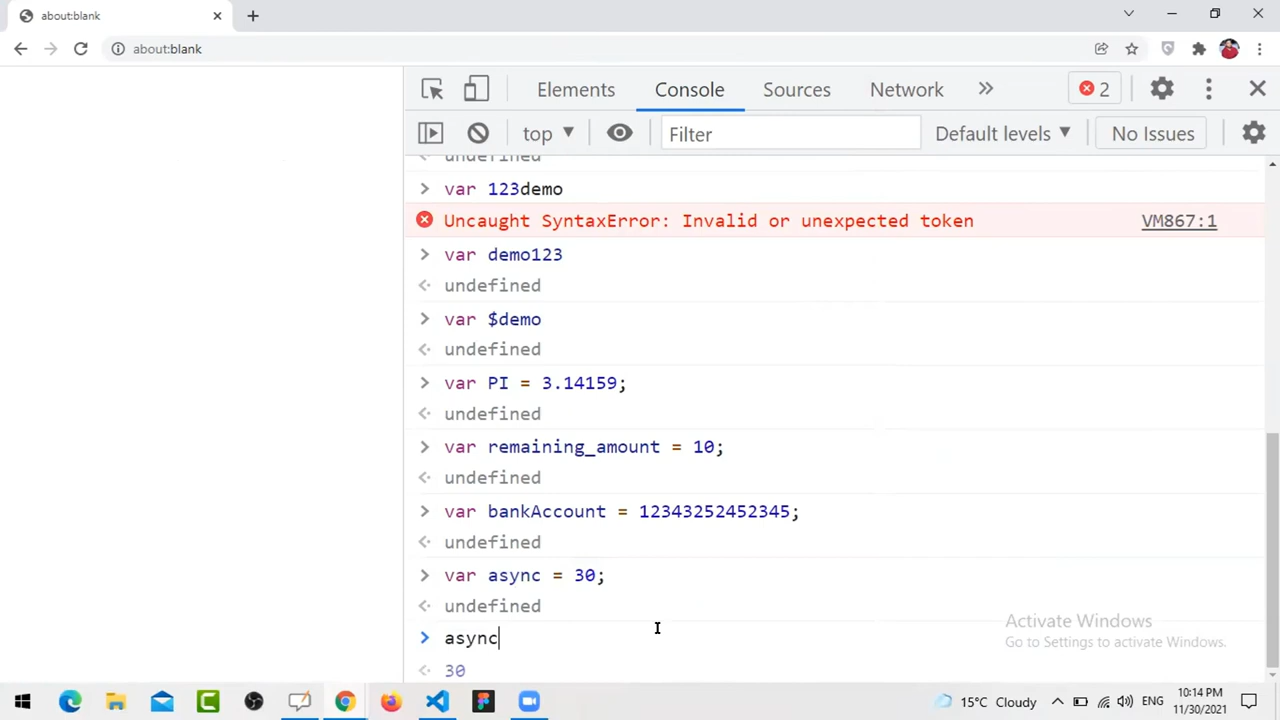 about:blank
about:blank
Elements Console Sources Network 2
top Filter Default levels No Issues
undefined
var 123demo
Uncaught SyntaxError: Invalid or unexpected token VM867:1
var demo123
undefined
var $demo
undefined
var PI = 3.14159;
undefined
var remaining_amount = 10;
undefined
var bankAccount = 12343252452345;
undefined
var async = 30;
undefined
async
30
Activate Windows
Go to Settings to activate Windows.
15°C Cloudy ENG 10:14 PM
11/30/2021